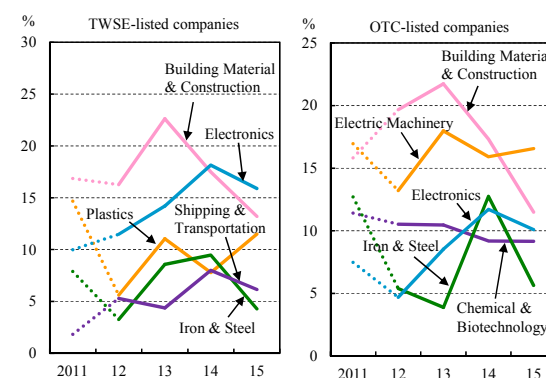 TWSE-listed companies
%
30
25
20
15
10
5
0
2011 12 13 14 15
Building Material
& Construction
Electronics
Plastics
Shipping &
Transportation
Iron & Steel
OTC-listed companies
%
25
20
15
10
5
0
2011 12 13 14 15
Building Material
& Construction
Electric Machinery
Electronics
Iron & Steel
Chemical &
Biotechnology